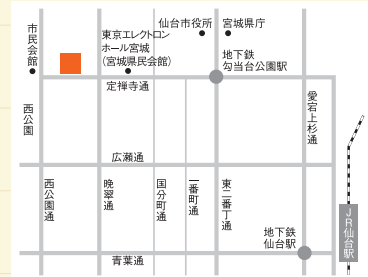 仙台市役所
宮城県庁
市民会館
東京エレクトロン
ホール宮城
(宮城県民会館)
地下鉄
勾当台公園駅
定禅寺通
西公園
愛宕上杉通
広瀬通
西公園通
晩翠通
国分町通
一番町通
東二番丁通
JR仙台駅
地下鉄
仙台駅
青葉通